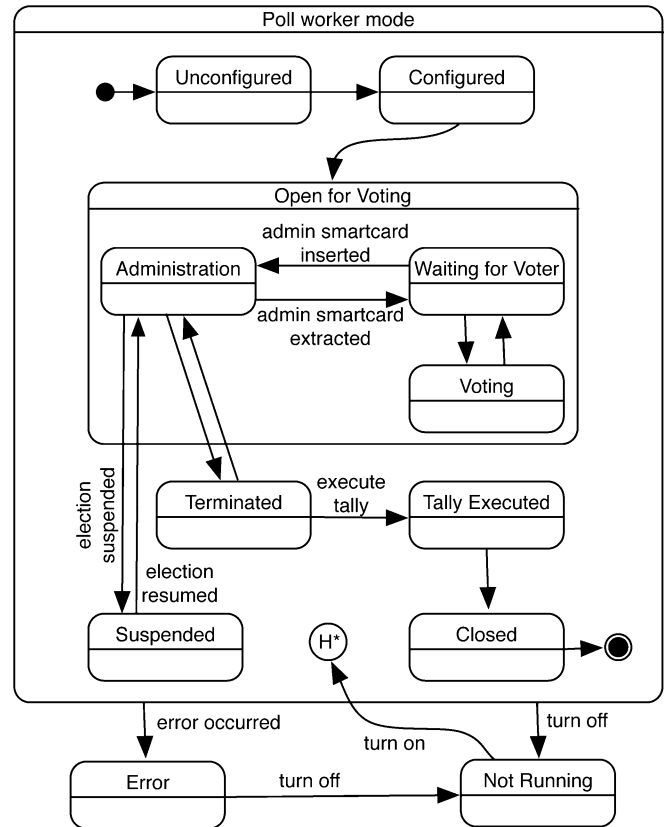 Poll worker mode
Unconfigured
Configured
Open for Voting
admin smartcard
inserted
Administration
Waiting for Voter
admin smartcard
extracted
Voting
election
suspended
Terminated
execute
tally
Tally Executed
election
resumed
Suspended
H*
Closed
error occurred
turn off
turn on
Error
turn off
Not Running